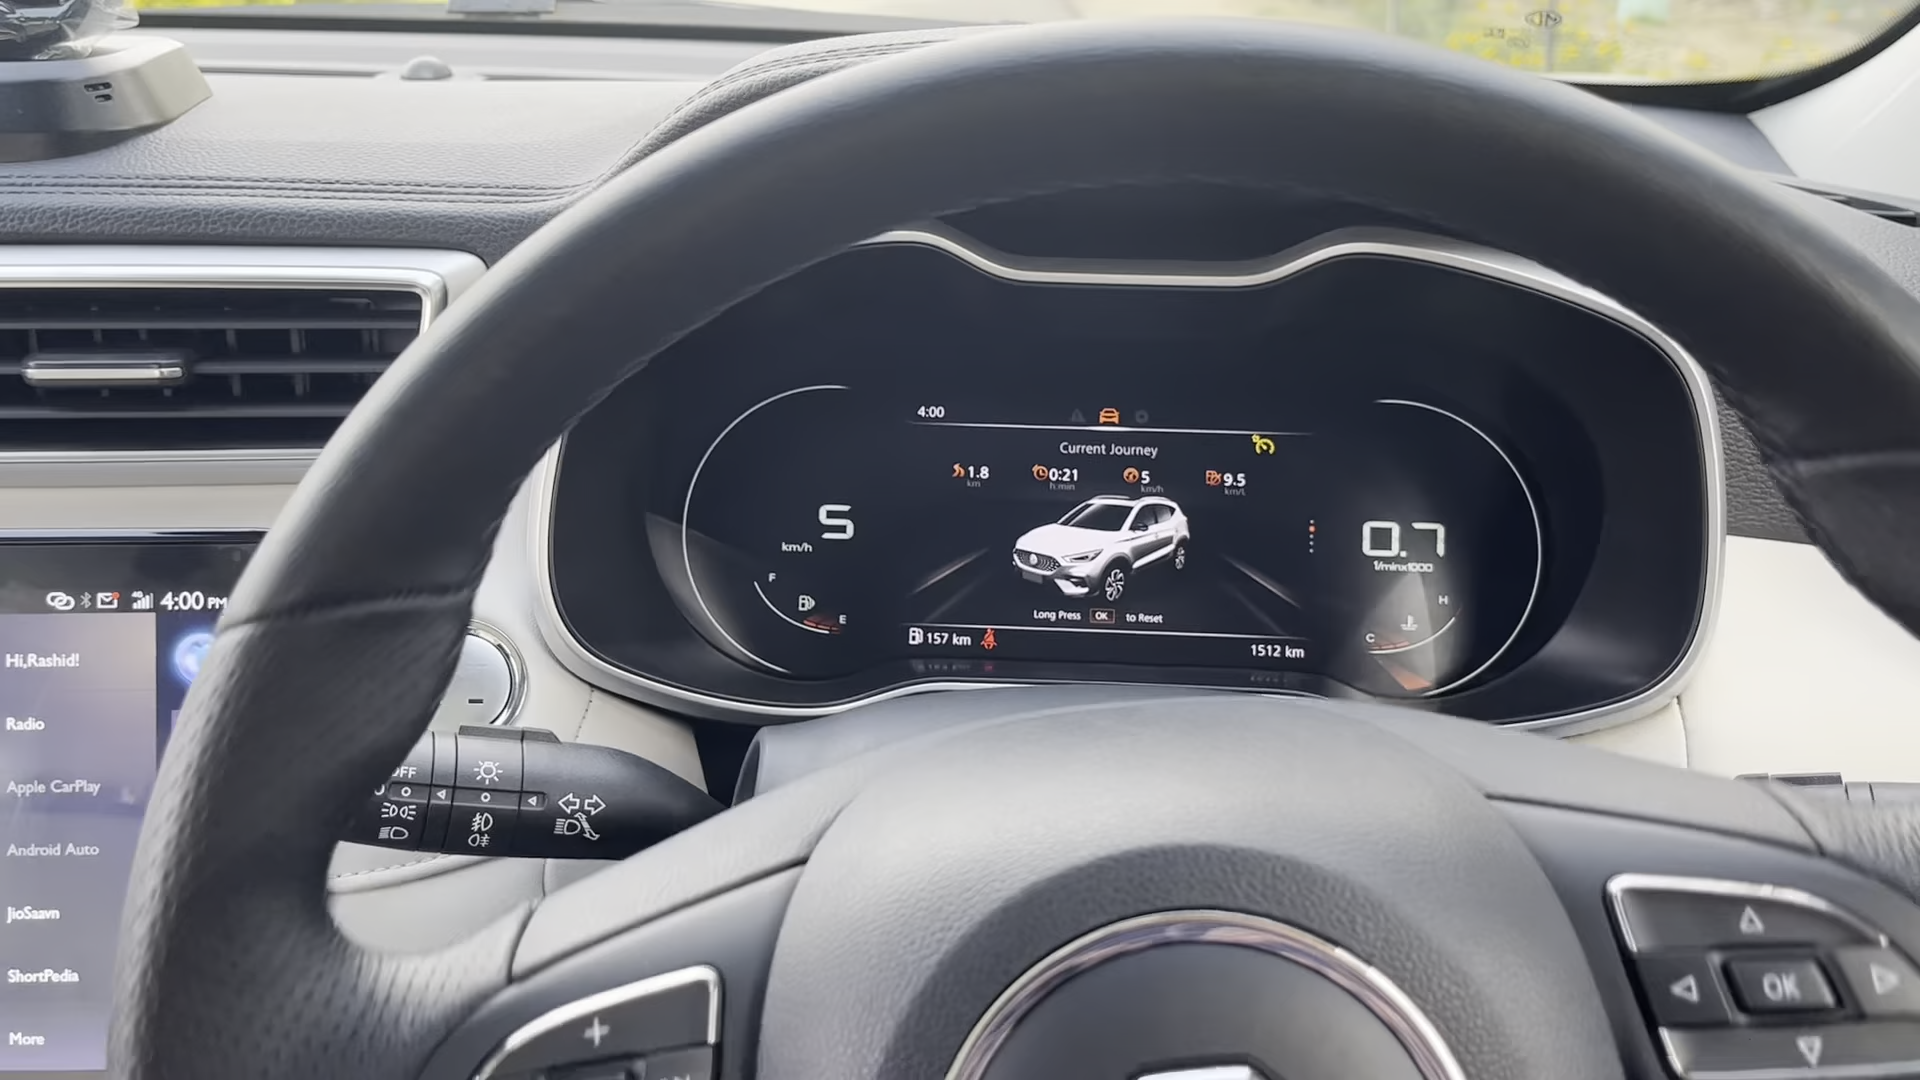 4:00
Current Journey
1.8
km
0:21
h:min
5
km/h
9.5
km/L
5
km/h
F
E
0.7
1/minx1000
H
C
Long Press OK to Reset
157 km
1512 km
4G
4:00 PM
Hi,Rashid!
Radio
Apple CarPlay
Android Auto
JioSaavn
ShortPedia
More
-
OFF
+
OK